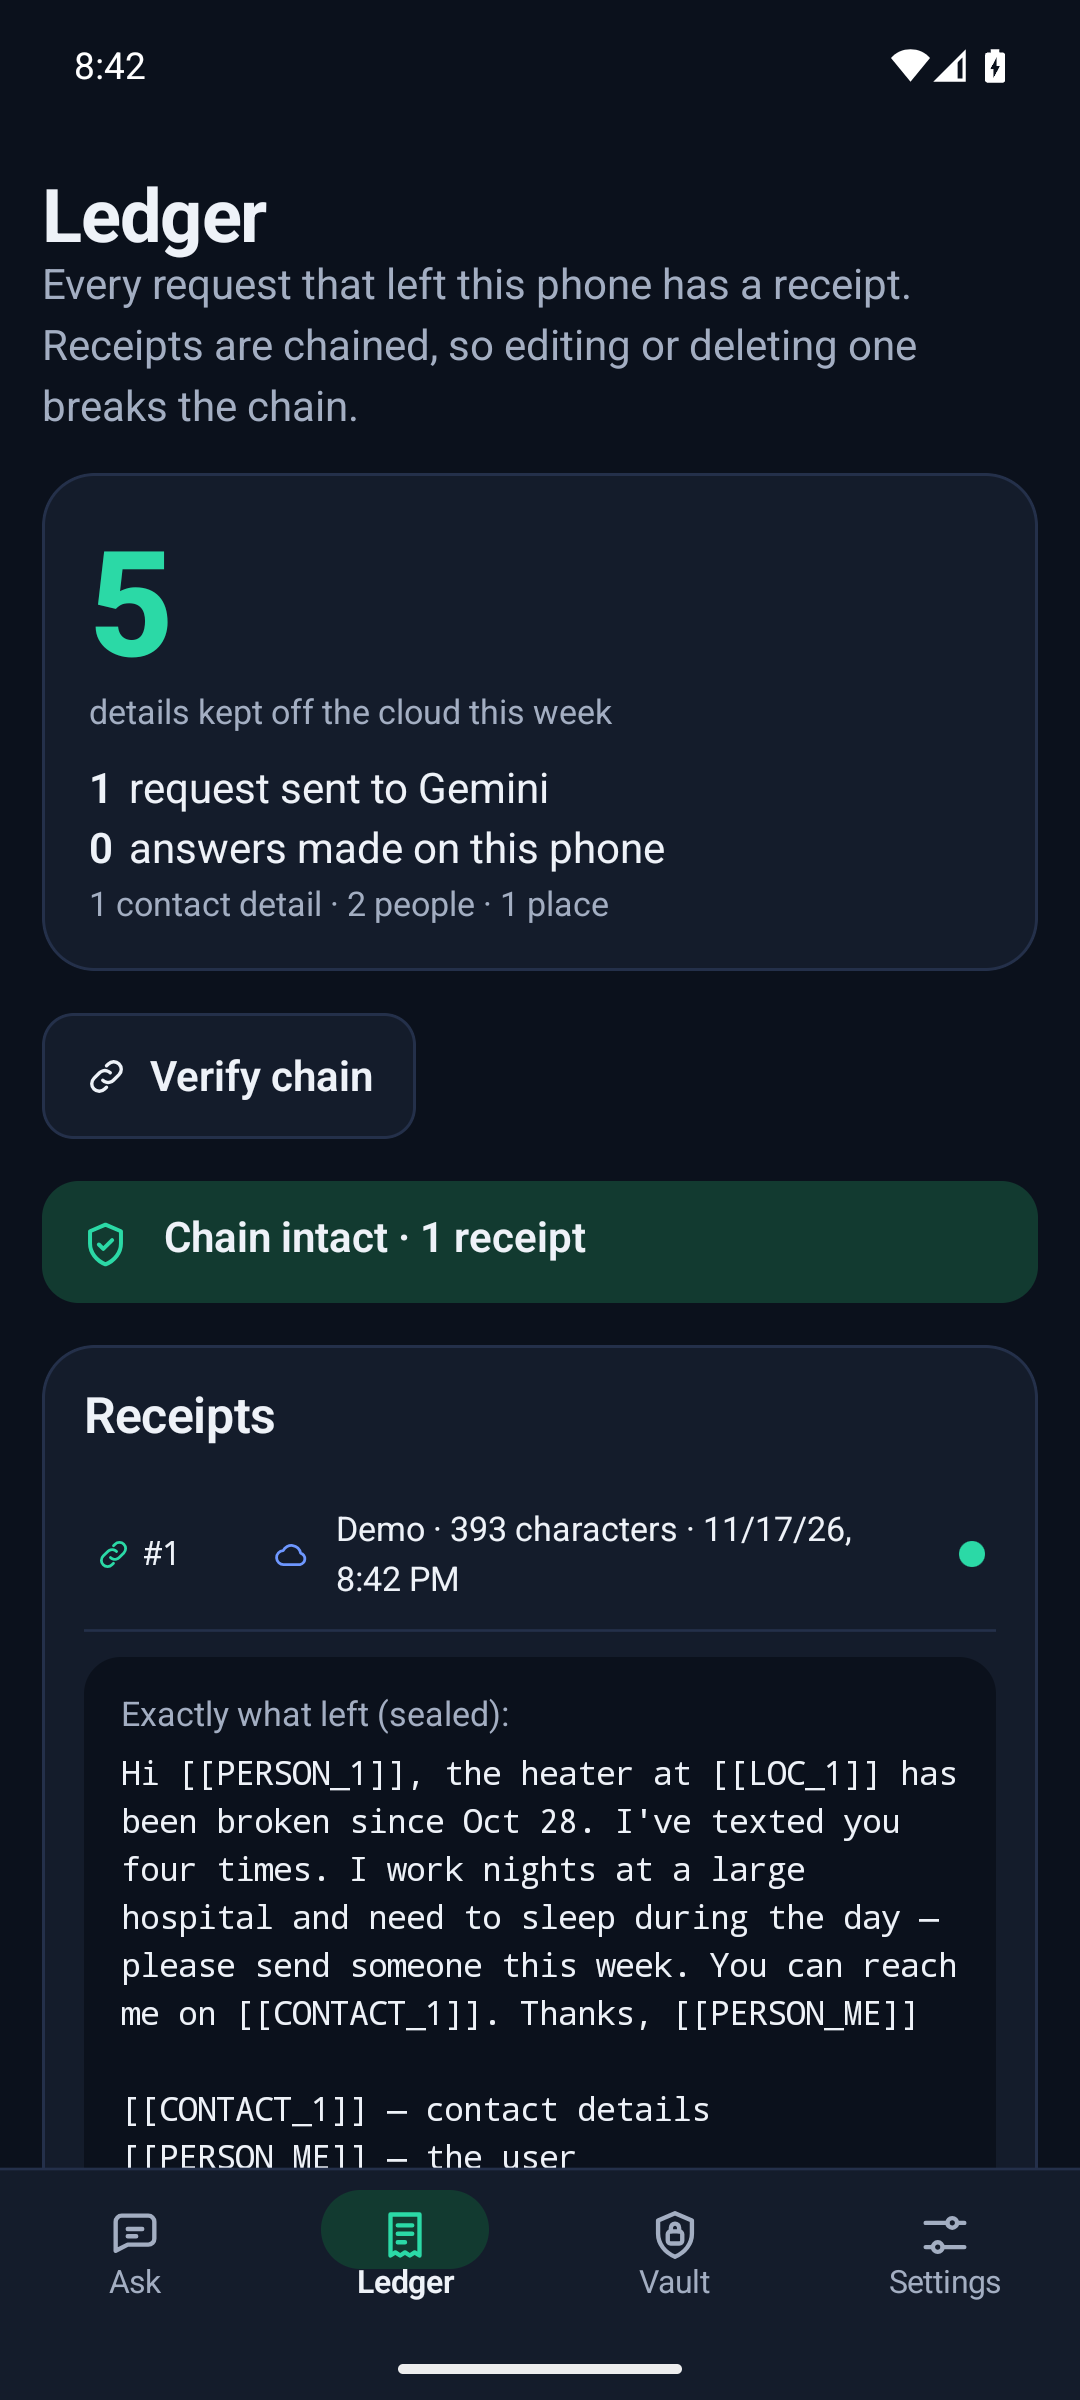 8:42
Ledger
Every request that left this phone has a receipt.
Receipts are chained, so editing or deleting one
breaks the chain.
5
details kept off the cloud this week
1 request sent to Gemini
0 answers made on this phone
1 contact detail · 2 people · 1 place
Verify chain
Chain intact · 1 receipt
Receipts
#1
Demo · 393 characters · 11/17/26,
8:42 PM
Exactly what left (sealed):
Hi [[PERSON_1]], the heater at [[LOC_1]] has
been broken since Oct 28. I've texted you
four times. I work nights at a large
hospital and need to sleep during the day —
please send someone this week. You can reach
me on [[CONTACT_1]]. Thanks, [[PERSON_ME]]
[[CONTACT_1]] — contact details
[[PERSON_ME]] — the user
Ask
Ledger
Vault
Settings